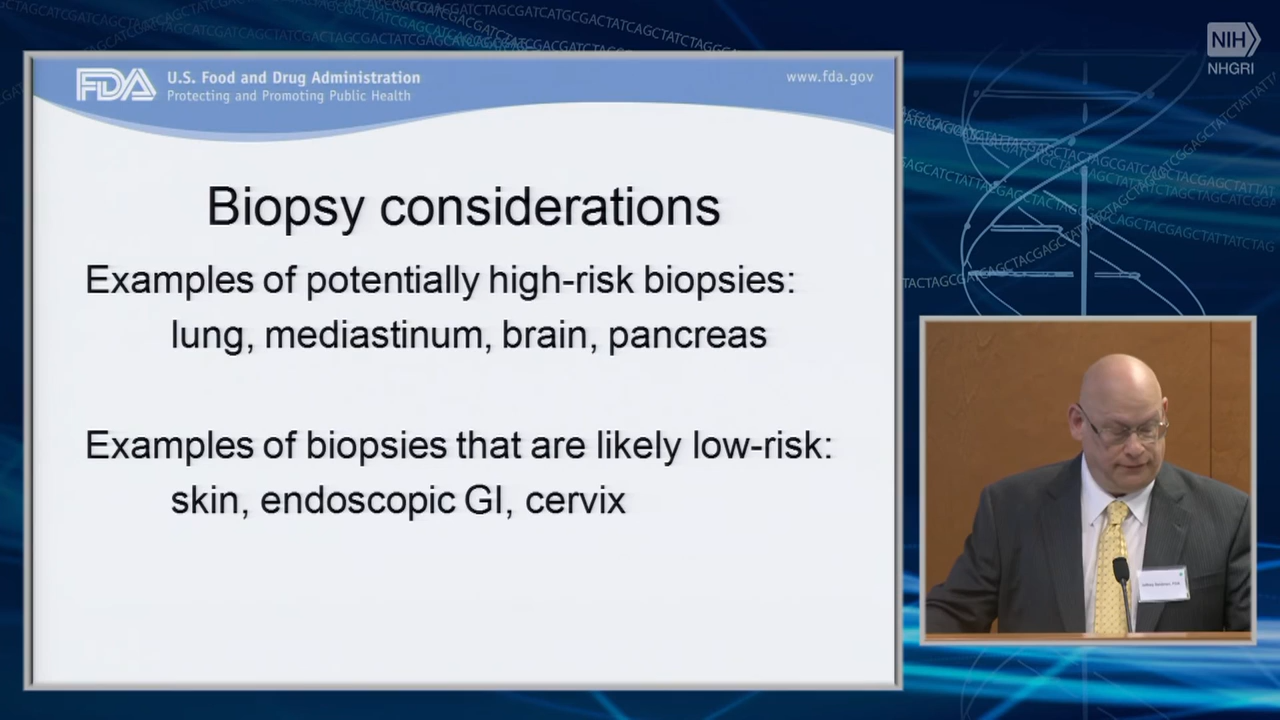 NIH
NHGRI
FDA U.S. Food and Drug Administration
Protecting and Promoting Public Health
www.fda.gov
Biopsy considerations
Examples of potentially high-risk biopsies:
lung, mediastinum, brain, pancreas
Examples of biopsies that are likely low-risk:
skin, endoscopic GI, cervix